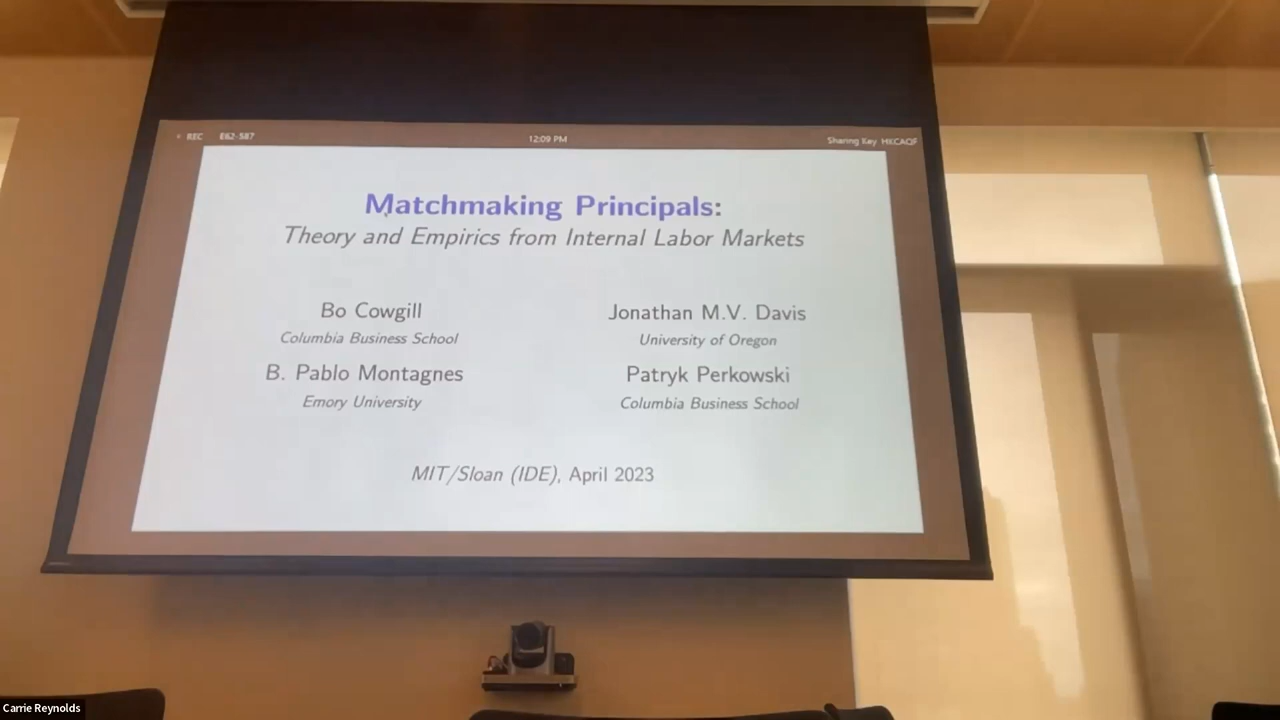 REC E62-587 12:09 PM Sharing Key HKCAQF
Matchmaking Principals:
Theory and Empirics from Internal Labor Markets
Bo Cowgill Jonathan M.V. Davis
Columbia Business School University of Oregon
B. Pablo Montagnes Patryk Perkowski
Emory University Columbia Business School
MIT/Sloan (IDE), April 2023
Carrie Reynolds